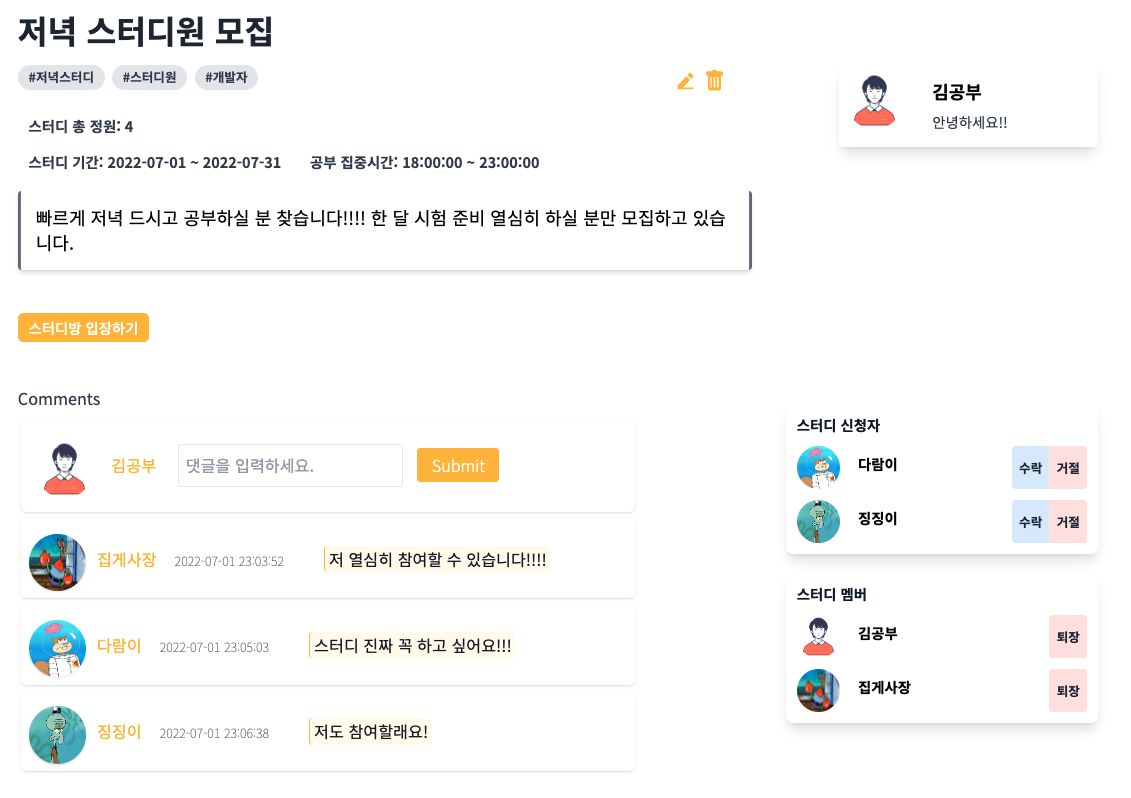 저녁 스터디원 모집
#저녁스터디 #스터디원 #개발자
김공부
안녕하세요!!
스터디 총 정원: 4
스터디 기간: 2022-07-01 ~ 2022-07-31 공부 집중시간: 18:00:00 ~ 23:00:00
빠르게 저녁 드시고 공부하실 분 찾습니다!!!! 한 달 시험 준비 열심히 하실 분만 모집하고 있습
니다.
스터디방 입장하기
Comments
김공부 댓글을 입력하세요. Submit
집게사장 2022-07-01 23:03:52 저 열심히 참여할 수 있습니다!!!!
다람이 2022-07-01 23:05:03 스터디 진짜 꼭 하고 싶어요!!!
징징이 2022-07-01 23:06:38 저도 참여할래요!
스터디 신청자
다람이 수락 거절
징징이 수락 거절
스터디 멤버
김공부 퇴장
집게사장 퇴장